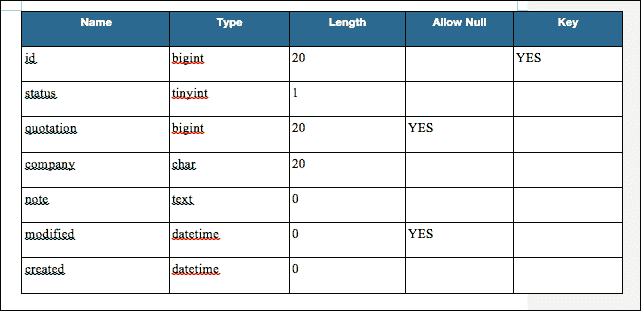 Name Type Length Allow Null Key
id bigint 20 YES
status tinyint 1
quotation bigint 20 YES
company char 20
note text 0
modified datetime 0 YES
created datetime 0